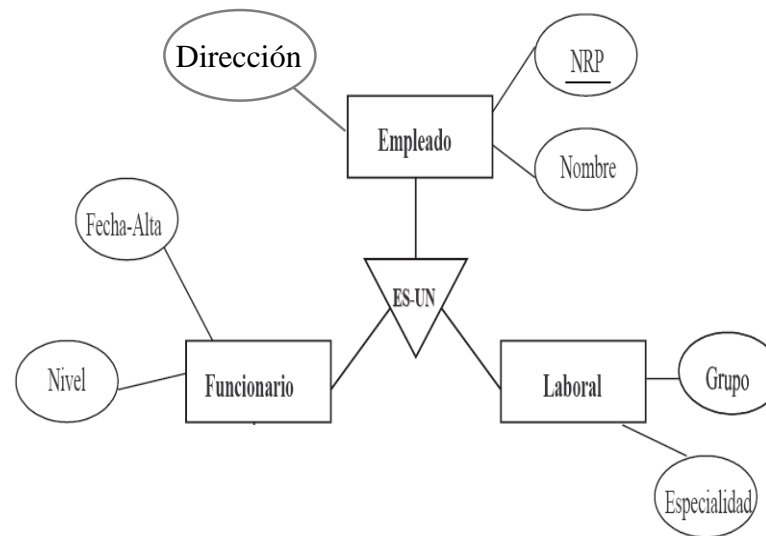 Dirección
NRP
Empleado
Nombre
Fecha-Alta
ES-UN
Nivel
Funcionario
Laboral
Grupo
Especialidad